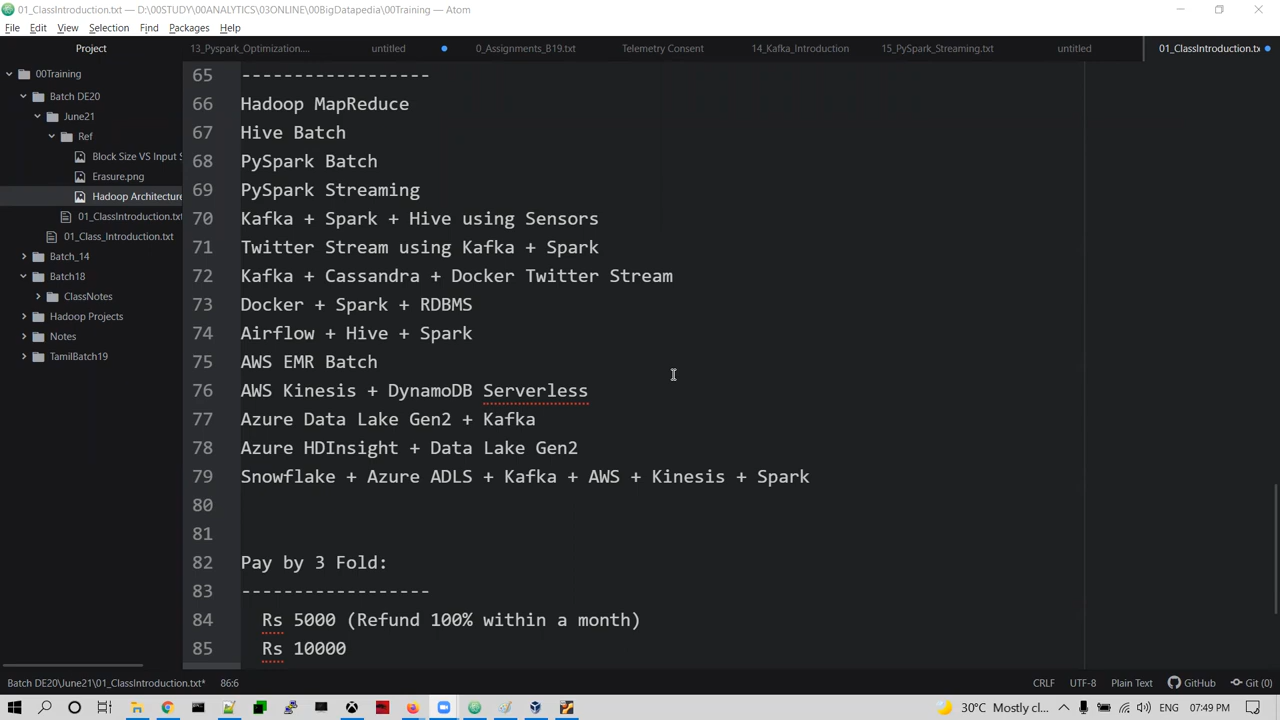 01_ClassIntroduction.txt — D:\00STUDY\00ANALYTICS\03ONLINE\00BigDatapedia\00Training — Atom
File Edit View Selection Find Packages Help
Project 13_Pyspark_Optimization.... untitled 0_Assignments_B19.txt Telemetry Consent 14_Kafka_Introduction 15_PySpark_Streaming.txt untitled 01_ClassIntroduction.tx
00Training
Batch DE20
June21
Ref
Block Size VS Input S
Erasure.png
Hadoop Architecture
01_ClassIntroduction.tx
01_Class_Introduction.txt
Batch_14
Batch18
ClassNotes
Hadoop Projects
Notes
TamilBatch19
65 ------------------
66 Hadoop MapReduce
67 Hive Batch
68 PySpark Batch
69 PySpark Streaming
70 Kafka + Spark + Hive using Sensors
71 Twitter Stream using Kafka + Spark
72 Kafka + Cassandra + Docker Twitter Stream
73 Docker + Spark + RDBMS
74 Airflow + Hive + Spark
75 AWS EMR Batch
76 AWS Kinesis + DynamoDB Serverless
77 Azure Data Lake Gen2 + Kafka
78 Azure HDInsight + Data Lake Gen2
79 Snowflake + Azure ADLS + Kafka + AWS + Kinesis + Spark
80
81
82 Pay by 3 Fold:
83 ------------------
84 Rs 5000 (Refund 100% within a month)
85 Rs 10000
Batch DE20\June21\01_ClassIntroduction.txt* 86:6 CRLF UTF-8 Plain Text GitHub Git (0)
30°C Mostly cl... ENG 07:49 PM